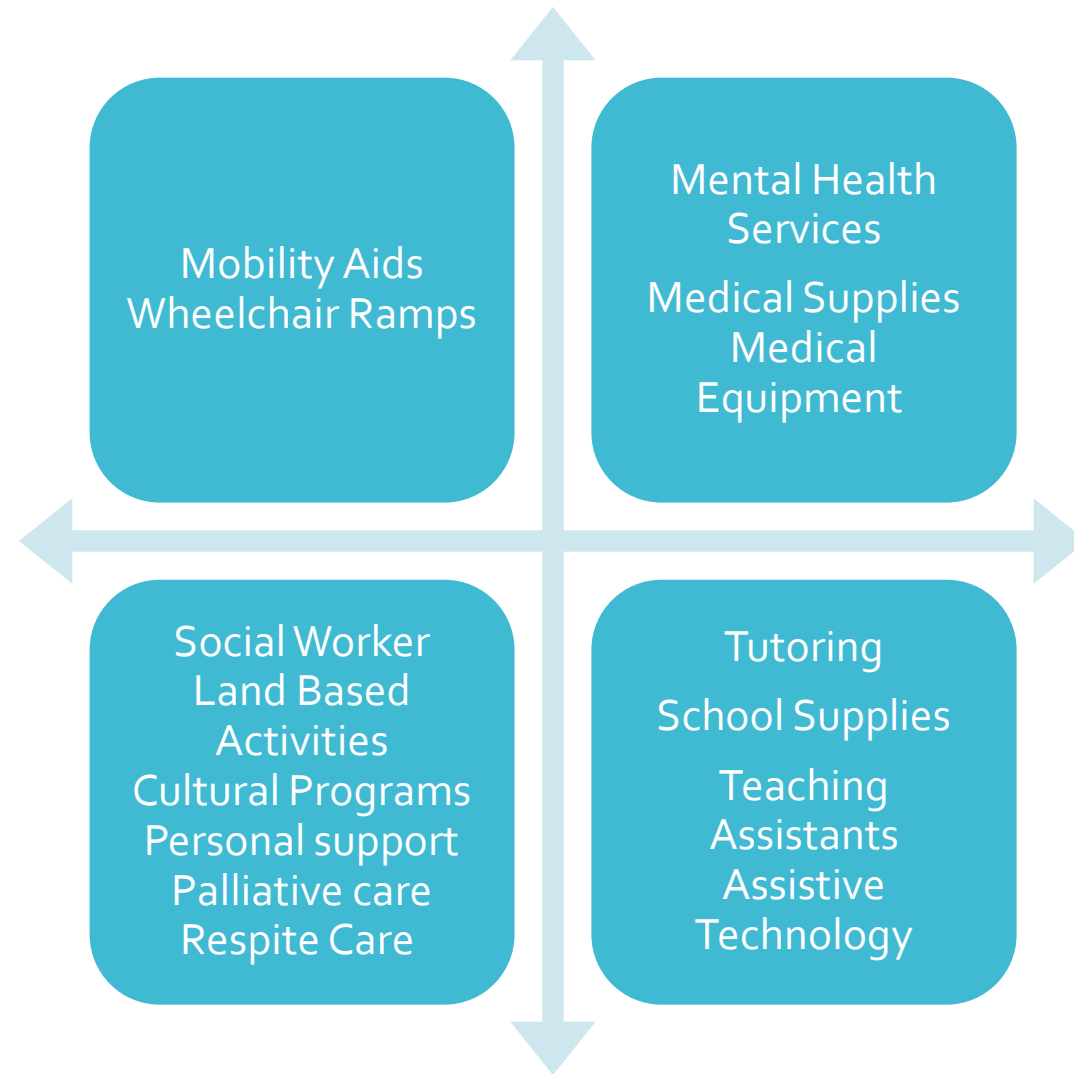 Mobility Aids
Wheelchair Ramps
Mental Health
Services
Medical Supplies
Medical
Equipment
Social Worker
Land Based
Activities
Cultural Programs
Personal support
Palliative care
Respite Care
Tutoring
School Supplies
Teaching
Assistants
Assistive
Technology